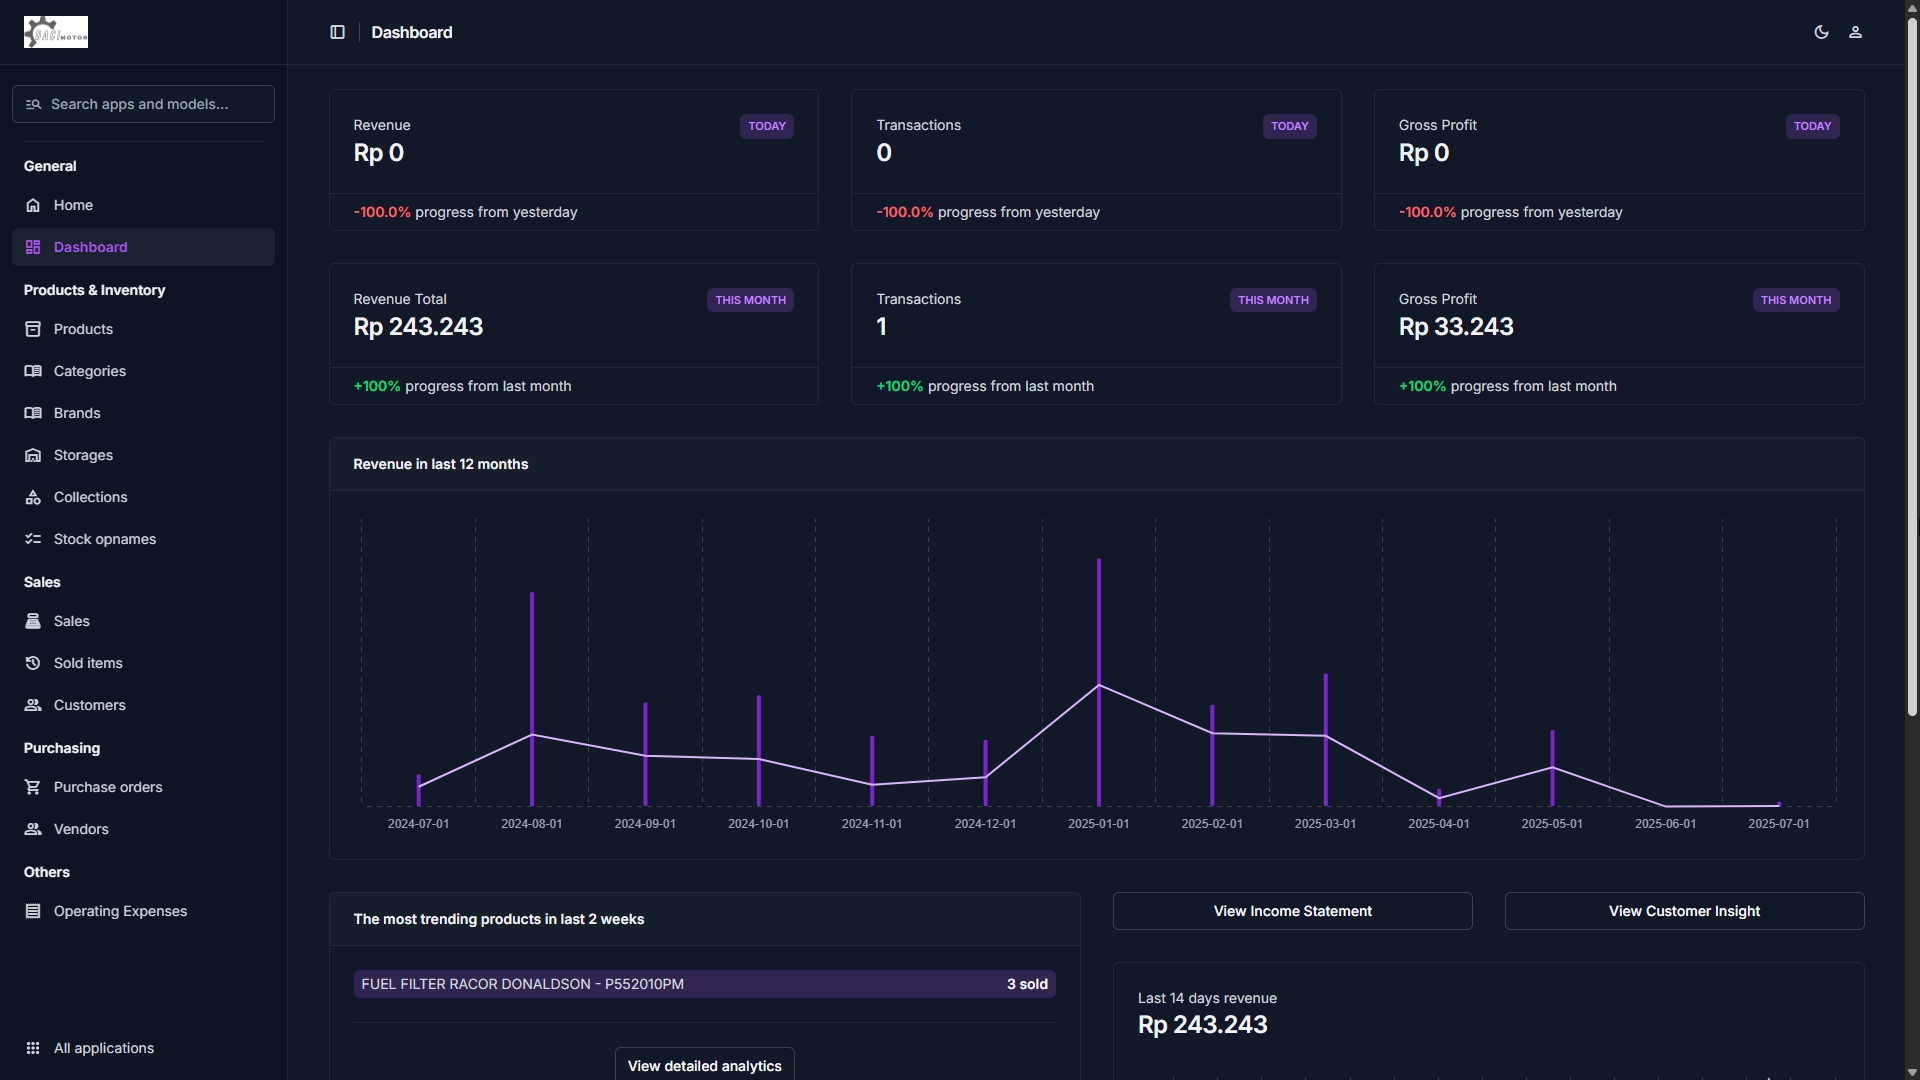 GACI MOTOR
Dashboard
Search apps and models...
General
Home
Dashboard
Products & Inventory
Products
Categories
Brands
Storages
Collections
Stock opnames
Sales
Sales
Sold items
Customers
Purchasing
Purchase orders
Vendors
Others
Operating Expenses
All applications
Revenue
TODAY
Rp 0
-100.0% progress from yesterday
Transactions
TODAY
0
-100.0% progress from yesterday
Gross Profit
TODAY
Rp 0
-100.0% progress from yesterday
Revenue Total
THIS MONTH
Rp 243.243
+100% progress from last month
Transactions
THIS MONTH
1
+100% progress from last month
Gross Profit
THIS MONTH
Rp 33.243
+100% progress from last month
Revenue in last 12 months
2024-07-01 2024-08-01 2024-09-01 2024-10-01 2024-11-01 2024-12-01 2025-01-01 2025-02-01 2025-03-01 2025-04-01 2025-05-01 2025-06-01 2025-07-01
The most trending products in last 2 weeks
FUEL FILTER RACOR DONALDSON - P552010PM 3 sold
View detailed analytics
View Income Statement
View Customer Insight
Last 14 days revenue
Rp 243.243